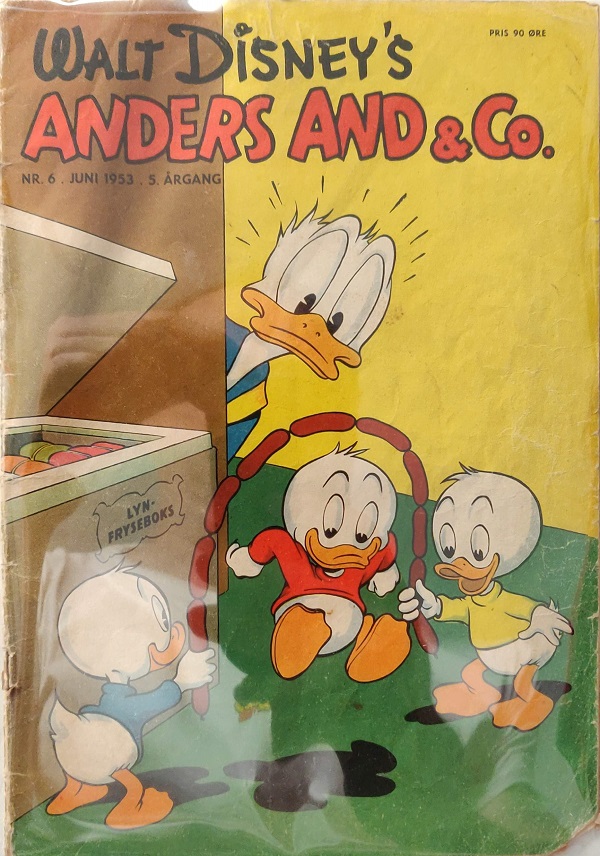 WALT DISNEY'S
PRIS 90 ØRE
ANDERS AND & Co.
NR. 6 . JUNI 1953 . 5. ÅRGANG
LYN-
FRYSEBOKS